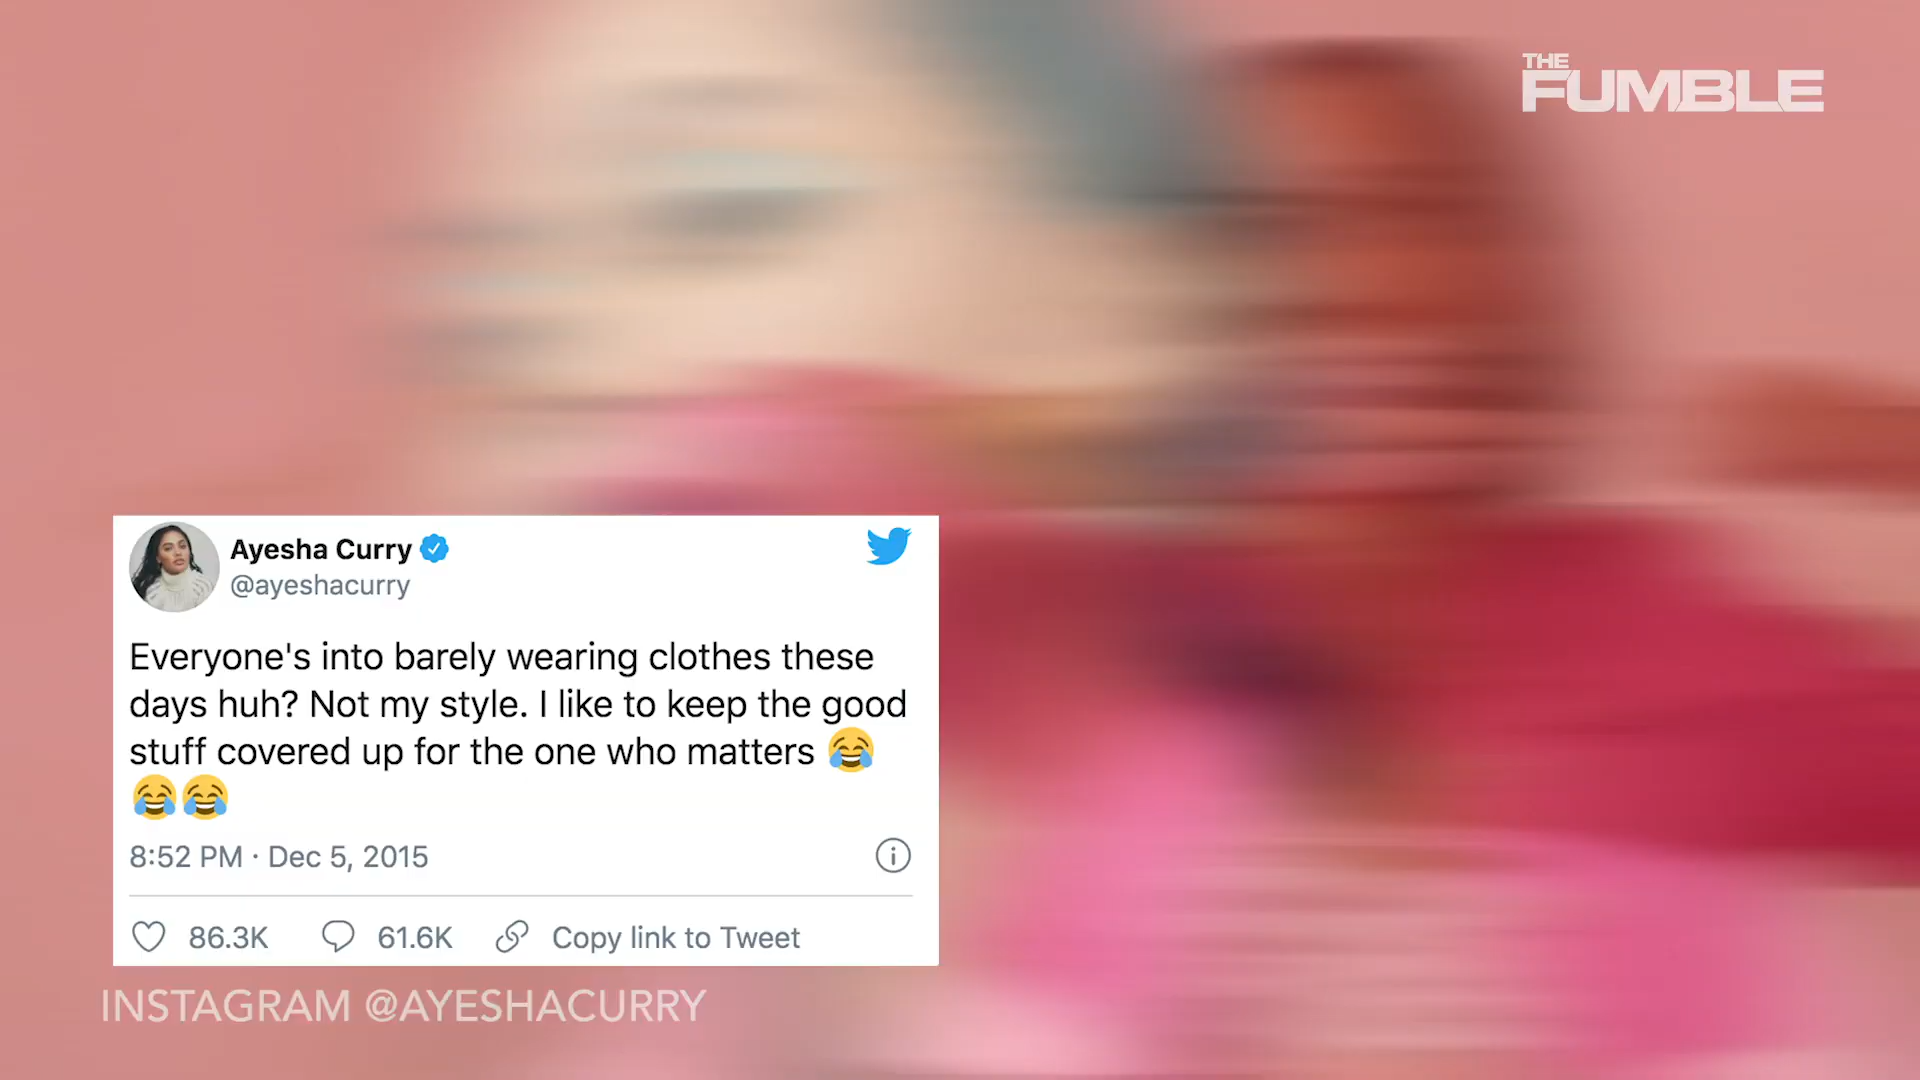 THE
FUMBLE
Ayesha Curry
@ayeshacurry
Everyone's into barely wearing clothes these
days huh? Not my style. I like to keep the good
stuff covered up for the one who matters 😂
😂😂
8:52 PM · Dec 5, 2015
86.3K 61.6K Copy link to Tweet
INSTAGRAM @AYESHACURRY